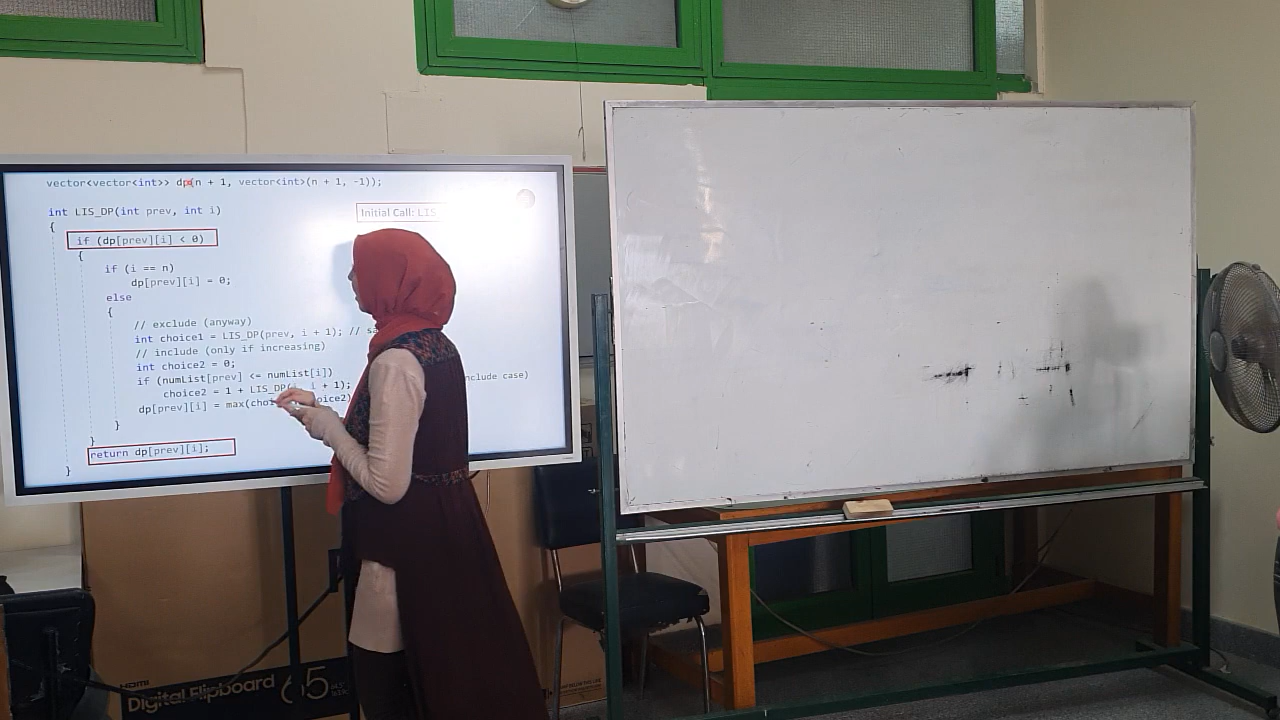 vector<vector<int>> dp(n + 1, vector<int>(n + 1, -1));
int LIS_DP(int prev, int i)
Initial Call: LIS
{
if (dp[prev][i] < 0)
{
if (i == n)
dp[prev][i] = 0;
else
{
// exclude (anyway)
int choice1 = LIS_DP(prev, i + 1); //
// include (only if increasing)
int choice2 = 0;
if (numList[prev] <= numList[i])
choice2 = 1 + LIS_DP(i, i + 1); include case)
dp[prev][i] = max( choice2)
}
}
return dp[prev][i];
}
HDMI
Digital Flipboard 65